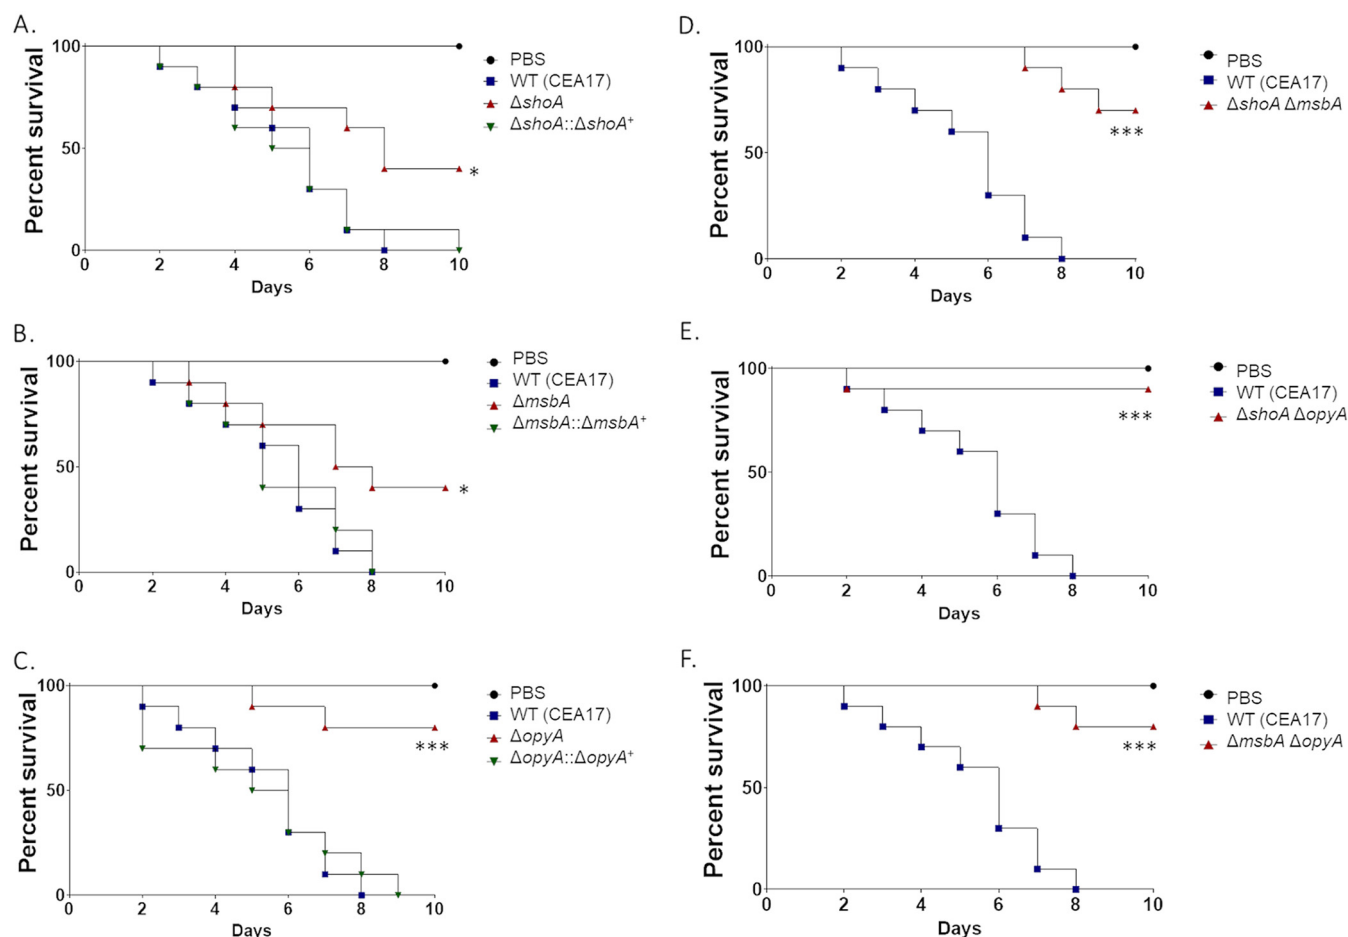 A.
Percent survival
100
50
0
0 2 4 6 8 10
Days
*
PBS
WT (CEA17)
ΔshoA
ΔshoA::ΔshoA⁺
B.
Percent survival
100
50
0
0 2 4 6 8 10
Days
*
PBS
WT (CEA17)
ΔmsbA
ΔmsbA::ΔmsbA⁺
C.
Percent survival
100
50
0
0 2 4 6 8 10
Days
***
PBS
WT (CEA17)
ΔopyA
ΔopyA::ΔopyA⁺
D.
Percent survival
100
50
0
0 2 4 6 8 10
Days
***
PBS
WT (CEA17)
ΔshoA ΔmsbA
E.
Percent survival
100
50
0
0 2 4 6 8 10
Days
***
PBS
WT (CEA17)
ΔshoA ΔopyA
F.
Percent survival
100
50
0
0 2 4 6 8 10
Days
***
PBS
WT (CEA17)
ΔmsbA ΔopyA